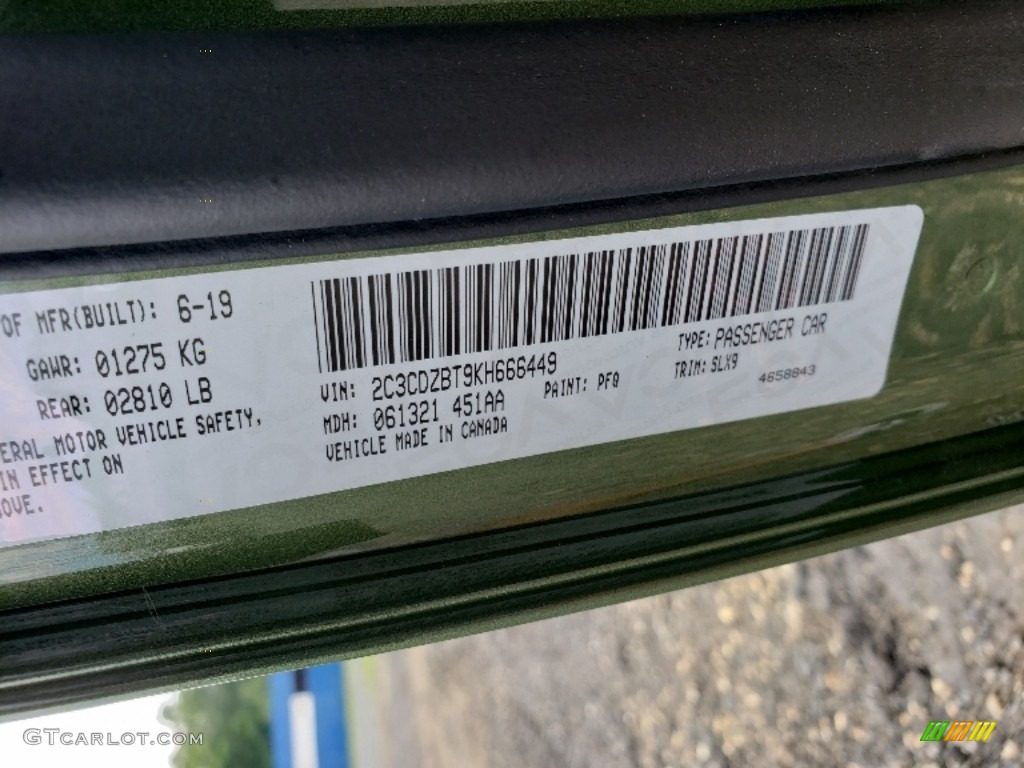 OF MFR(BUILT): 6-19
GAWR: 01275 KG
REAR: 02810 LB
ERAL MOTOR VEHICLE SAFETY,
IN EFFECT ON
BOVE.
VIN: 2C3CDZBT9KH666449
MDH: 061321 451AA
VEHICLE MADE IN CANADA
PAINT: PFQ
TYPE: PASSENGER CAR
TRIM: SLX9
4658843
GTCARLOT.COM